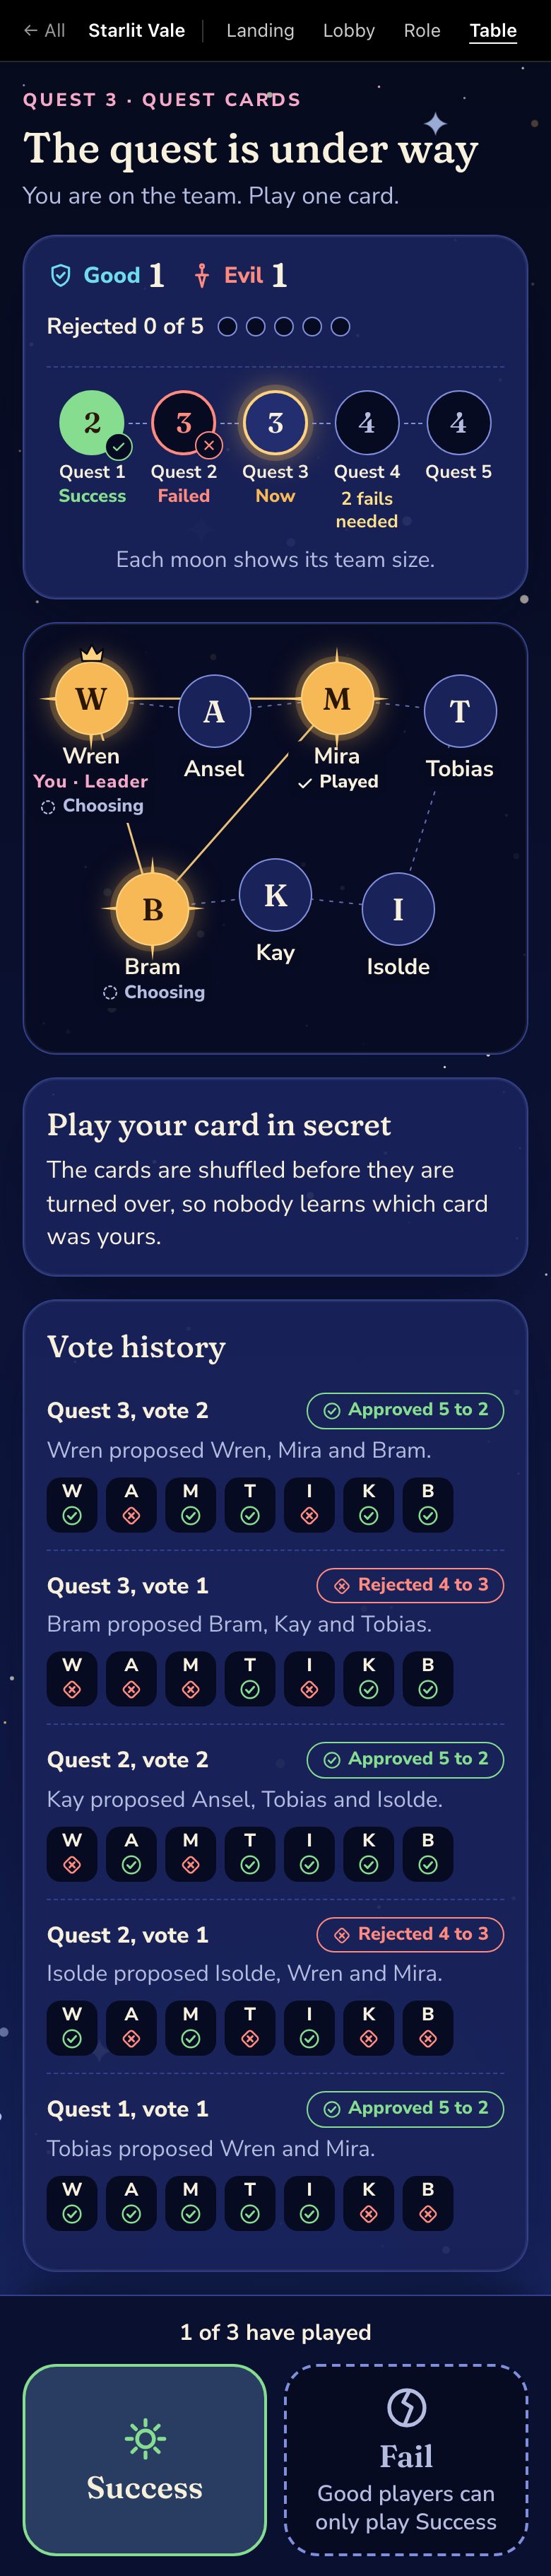 ← All Starlit Vale Landing Lobby Role Table
QUEST 3 · QUEST CARDS
The quest is under way
You are on the team. Play one card.
Good 1 Evil 1
Rejected 0 of 5
2 3 3 4 4
Quest 1 Quest 2 Quest 3 Quest 4 Quest 5
Success Failed Now 2 fails
needed
Each moon shows its team size.
W A M T
Wren Ansel Mira Tobias
You · Leader Played
Choosing
B K I
Bram Kay Isolde
Choosing
Play your card in secret
The cards are shuffled before they are
turned over, so nobody learns which card
was yours.
Vote history
Quest 3, vote 2 Approved 5 to 2
Wren proposed Wren, Mira and Bram.
W A M T I K B
Quest 3, vote 1 Rejected 4 to 3
Bram proposed Bram, Kay and Tobias.
W A M T I K B
Quest 2, vote 2 Approved 5 to 2
Kay proposed Ansel, Tobias and Isolde.
W A M T I K B
Quest 2, vote 1 Rejected 4 to 3
Isolde proposed Isolde, Wren and Mira.
W A M T I K B
Quest 1, vote 1 Approved 5 to 2
Tobias proposed Wren and Mira.
W A M T I K B
1 of 3 have played
Success
Fail
Good players can
only play Success